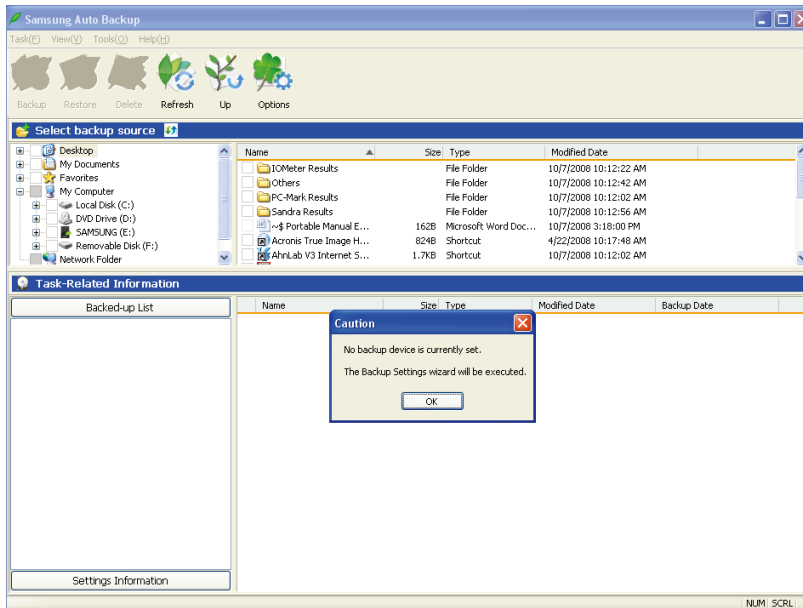 Samsung Auto Backup
Task(F) View(V) Tools(Q) Help(H)
Backup Restore Delete Refresh Up Options
Select backup source
Desktop
My Documents
Favorites
My Computer
Local Disk (C:)
DVD Drive (D:)
SAMSUNG (E:)
Removable Disk (F:)
Network Folder
Name Size Type Modified Date
IOMeter Results File Folder 10/7/2008 10:12:22 AM
Others File Folder 10/7/2008 10:12:42 AM
PC-Mark Results File Folder 10/7/2008 10:12:02 AM
Sandra Results File Folder 10/7/2008 10:12:56 AM
~$ Portable Manual E... 162B Microsoft Word Doc... 10/7/2008 3:18:00 PM
Acronis True Image H... 824B Shortcut 4/22/2008 10:17:48 AM
AhnLab V3 Internet S... 1.7KB Shortcut 10/7/2008 10:12:02 AM
Task-Related Information
Backed-up List
Name Size Type Modified Date Backup Date
Caution
No backup device is currently set.
The Backup Settings wizard will be executed.
OK
Settings Information
NUM SCRL